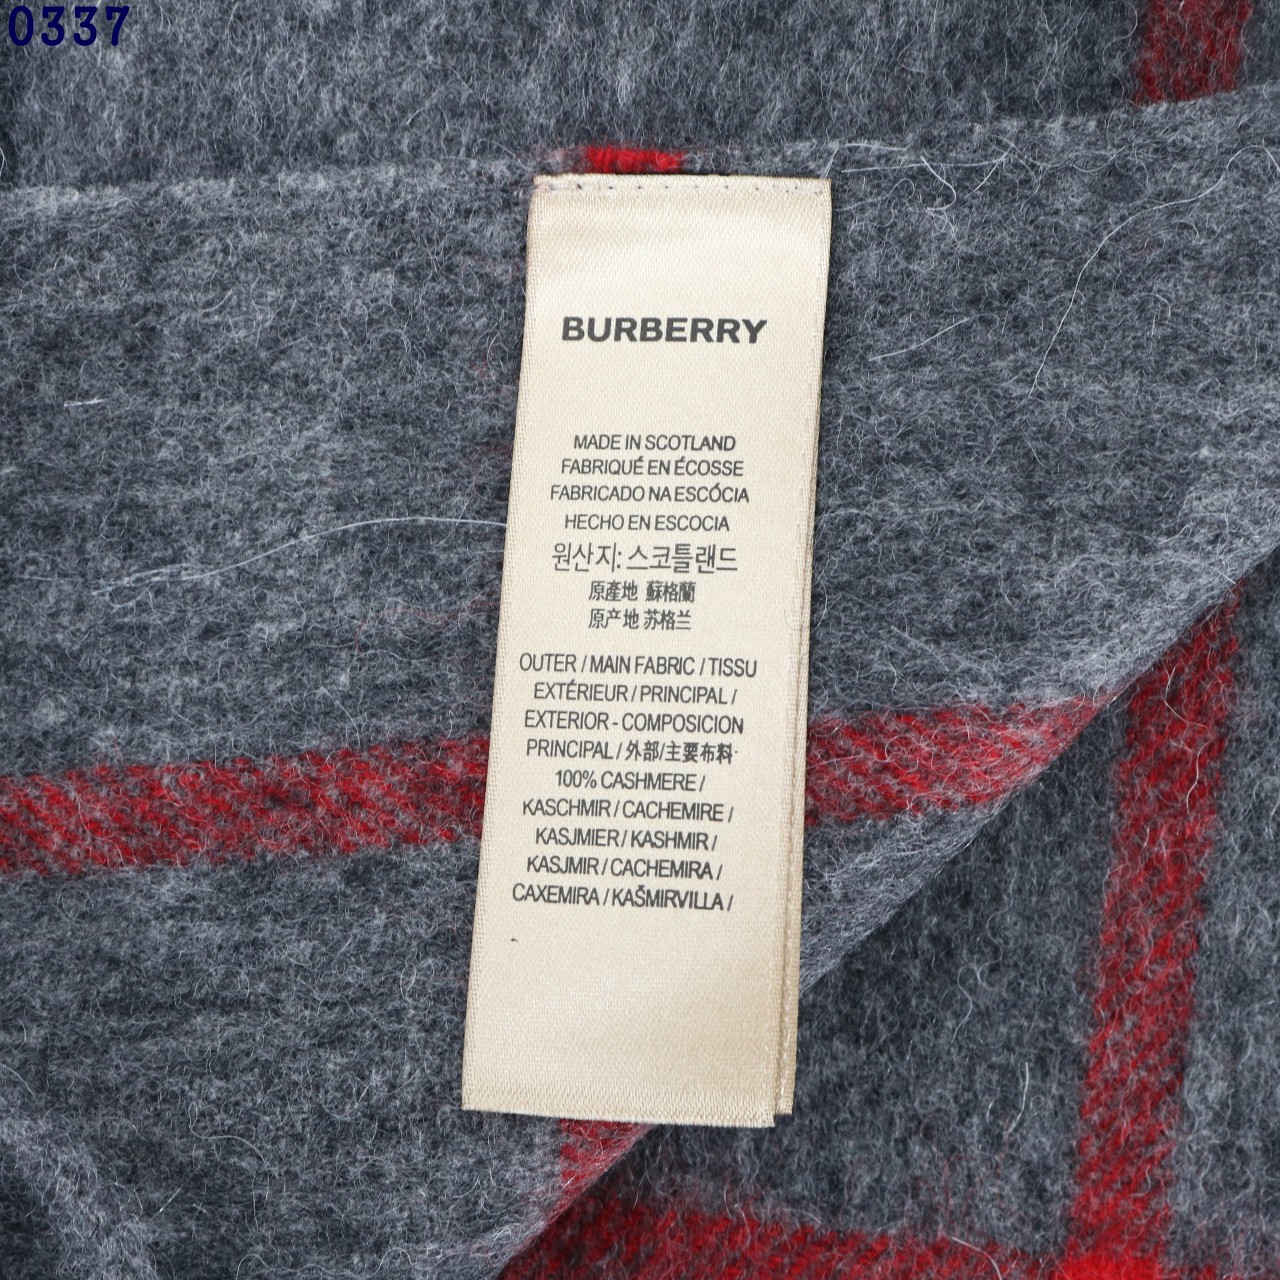 0337
BURBERRY
MADE IN SCOTLAND
FABRIQUÉ EN ÉCOSSE
FABRICADO NA ESCÓCIA
HECHO EN ESCOCIA
원산지: 스코틀랜드
原產地 蘇格蘭
原产地 苏格兰
OUTER / MAIN FABRIC / TISSU
EXTÉRIEUR / PRINCIPAL /
EXTERIOR - COMPOSICION
PRINCIPAL / 外部/主要布料·
100% CASHMERE /
KASCHMIR / CACHEMIRE /
KASJMIER / KASHMIR /
KASJMIR / CACHEMIRA /
CAXEMIRA / KAŠMIRVILLA /